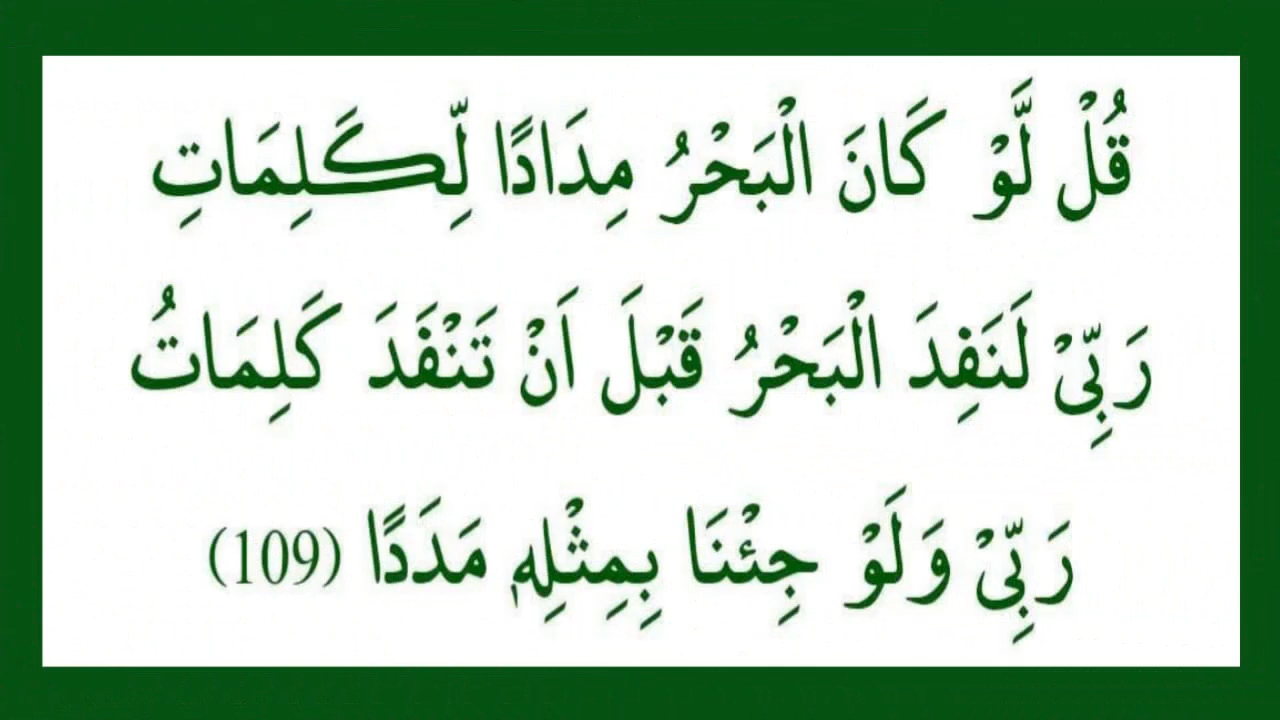 قُلْ لَّوْ كَانَ الْبَحْرُ مِدَادًا لِّكَلِمَاتِ
رَبِّیْ لَنَفِدَ الْبَحْرُ قَبْلَ اَنْ تَنْفَدَ كَلِمَاتُ
رَبِّیْ وَلَوْ جِئْنَا بِمِثْلِهٖ مَدَدًا (109)